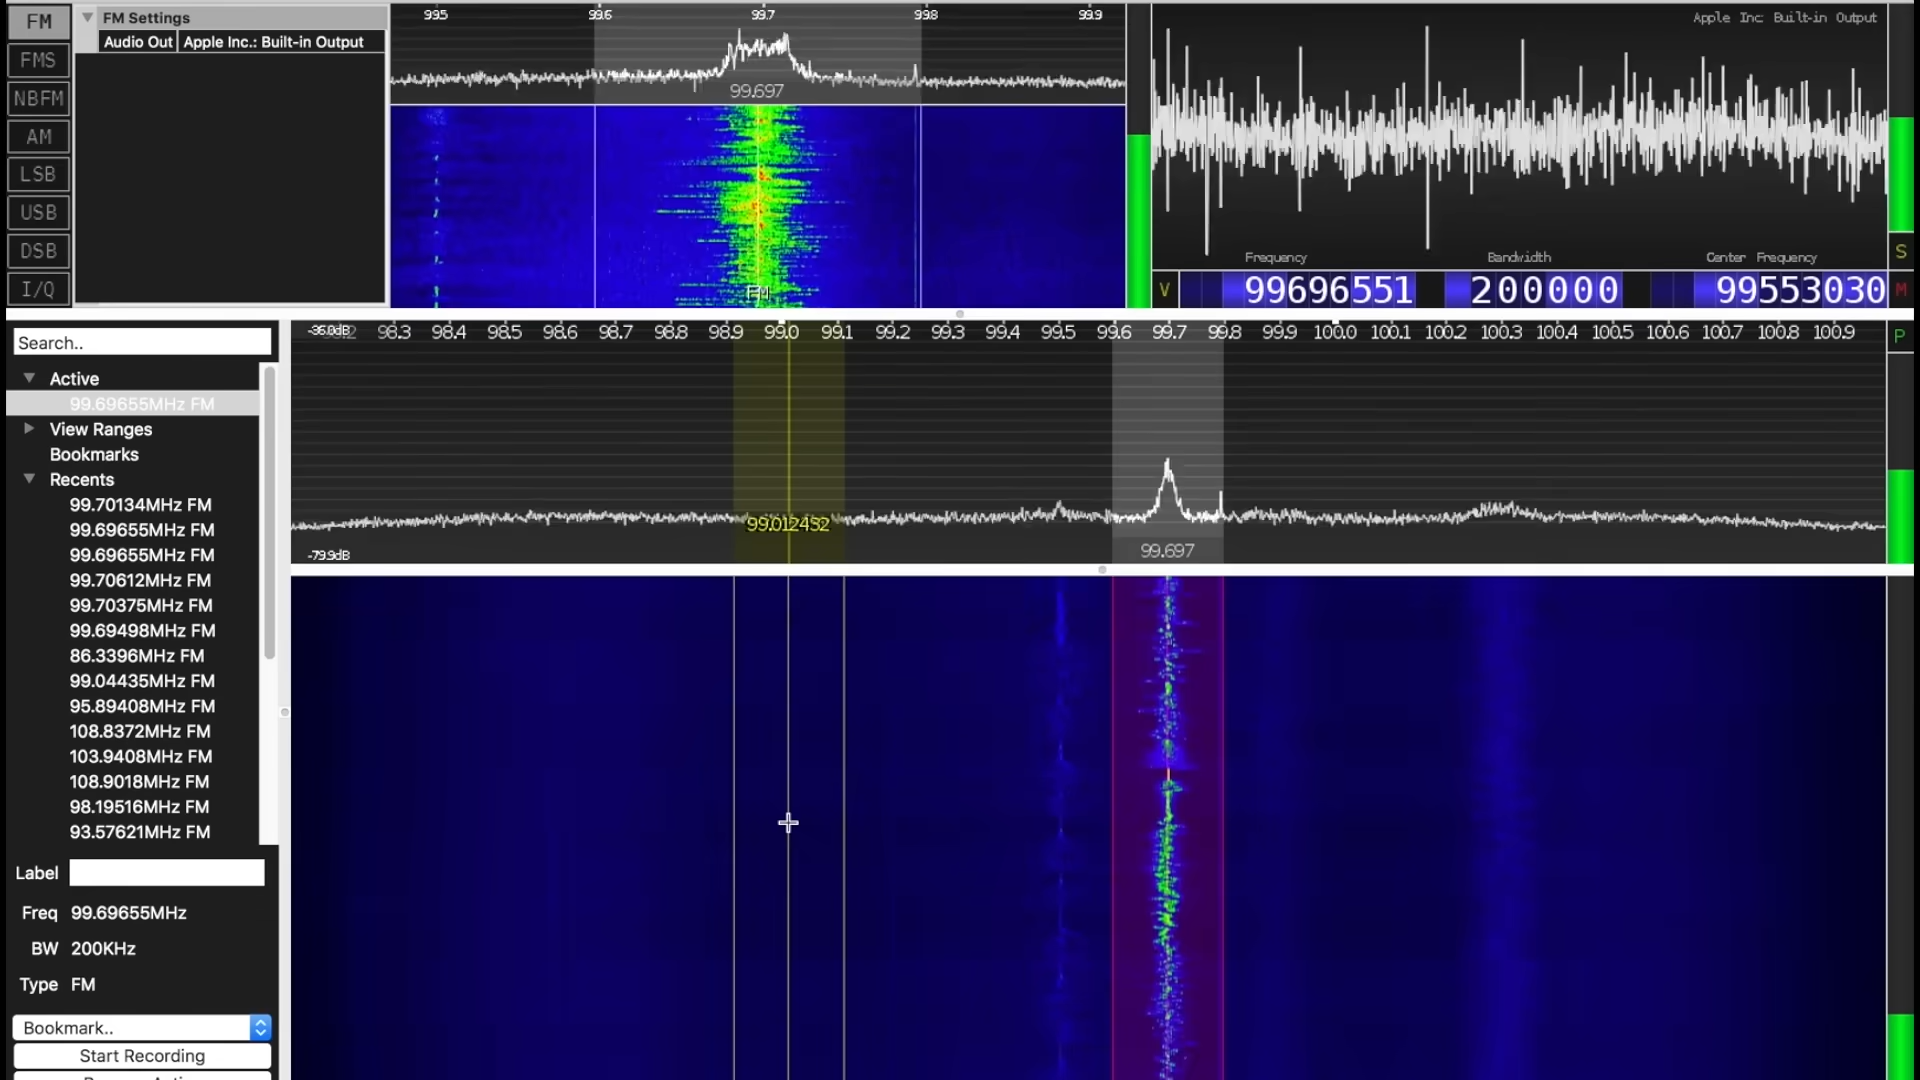 FM
FMS
NBFM
AM
LSB
USB
DSB
I/Q
FM Settings
Audio Out Apple Inc.: Built-in Output
99.5 99.6 99.7 99.8 99.9
99.697
FM
Apple Inc: Built-in Output
Frequency Bandwidth Center Frequency
V 99696551 200000 99553030
S
M
P
Search..
Active
99.69655MHz FM
View Ranges
Bookmarks
Recents
99.70134MHz FM
99.69655MHz FM
99.69655MHz FM
99.70612MHz FM
99.70375MHz FM
99.69498MHz FM
86.3396MHz FM
99.04435MHz FM
95.89408MHz FM
108.8372MHz FM
103.9408MHz FM
108.9018MHz FM
98.19516MHz FM
93.57621MHz FM
Label
Freq 99.69655MHz
BW 200KHz
Type FM
Bookmark..
Start Recording
98.3 98.4 98.5 98.6 98.7 98.8 98.9 99.0 99.1 99.2 99.3 99.4 99.5 99.6 99.7 99.8 99.9 100.0 100.1 100.2 100.3 100.4 100.5 100.6 100.7 100.8 100.9
99.012452
99.697
-79.9dB